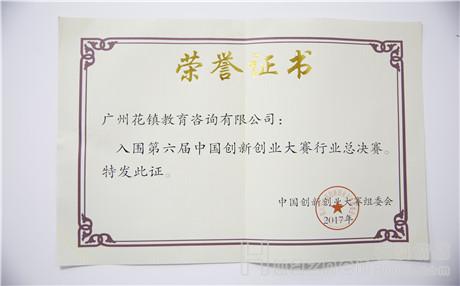 荣誉证书
广州花镇教育咨询有限公司：
入围第六届中国创新创业大赛行业总决赛。
特发此证。
中国创新创业大赛组委会
2017年